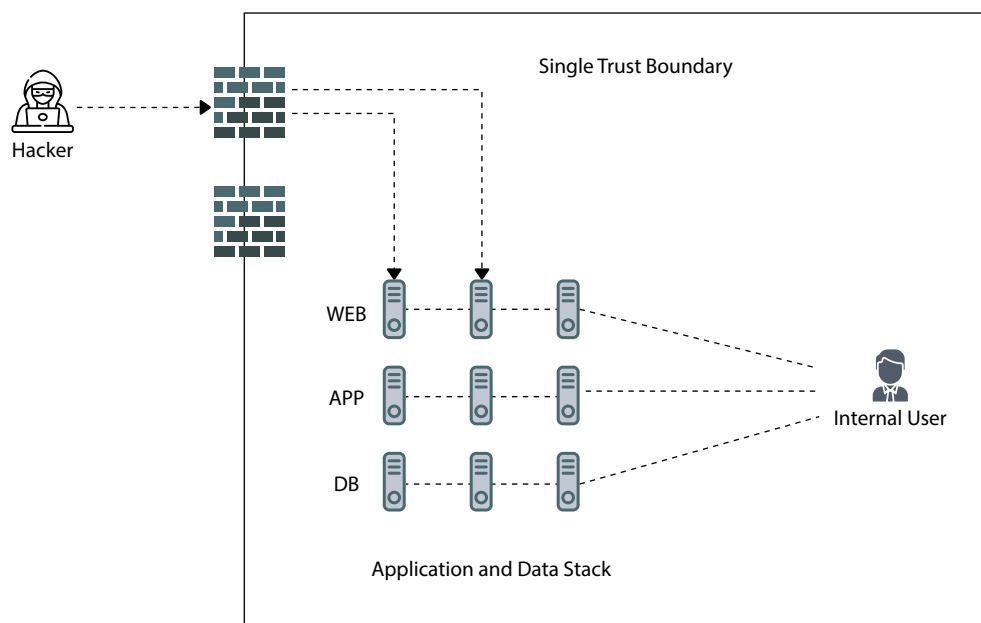 Single Trust Boundary
Hacker
WEB
APP
Internal User
DB
Application and Data Stack